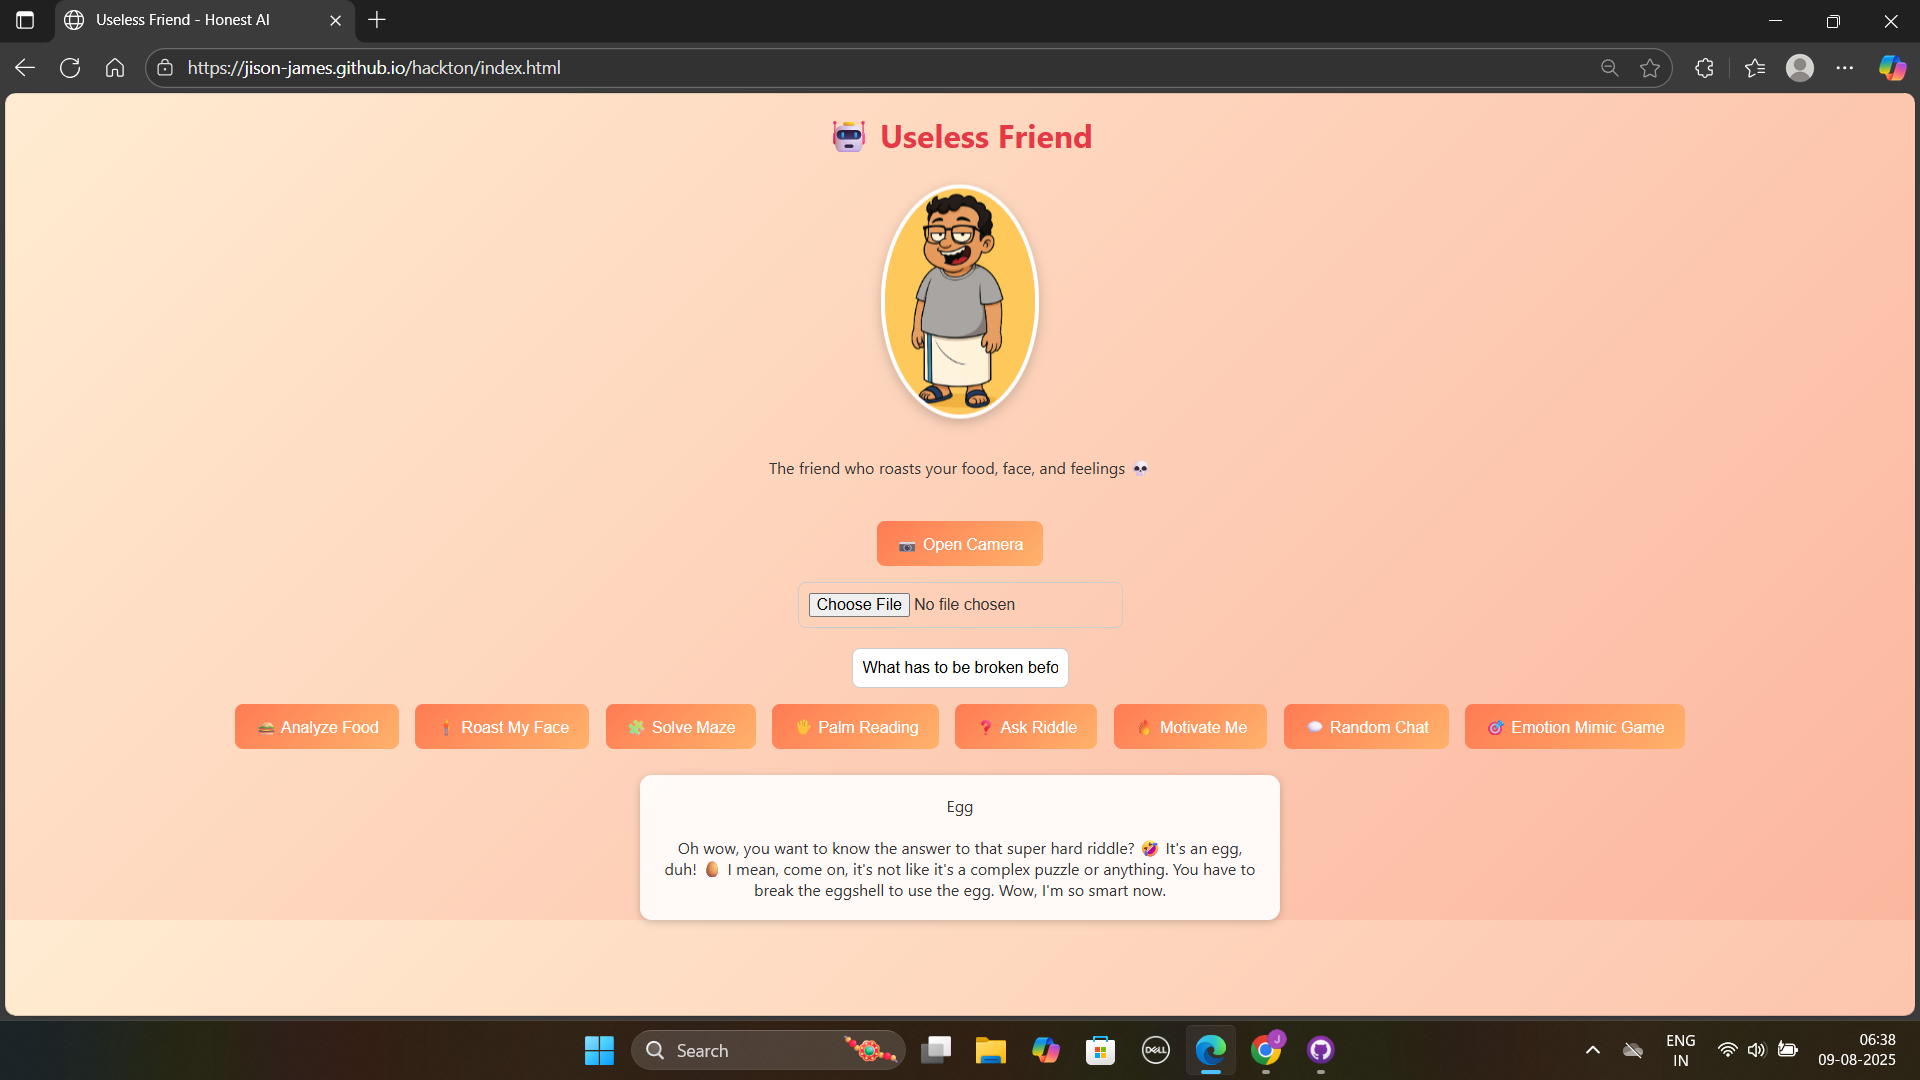 Useless Friend - Honest AI
https://jison-james.github.io/hackton/index.html
🤖 Useless Friend
The friend who roasts your food, face, and feelings 💀
📷 Open Camera
Choose File No file chosen
What has to be broken befo
🍔 Analyze Food
Roast My Face
🧩 Solve Maze
🖐 Palm Reading
❓ Ask Riddle
🔥 Motivate Me
💬 Random Chat
🎯 Emotion Mimic Game
Egg
Oh wow, you want to know the answer to that super hard riddle? 🤣 It's an egg,
duh! 🥚 I mean, come on, it's not like it's a complex puzzle or anything. You have to
break the eggshell to use the egg. Wow, I'm so smart now.
Search
DELL
J
ENG
IN
06:38
09-08-2025